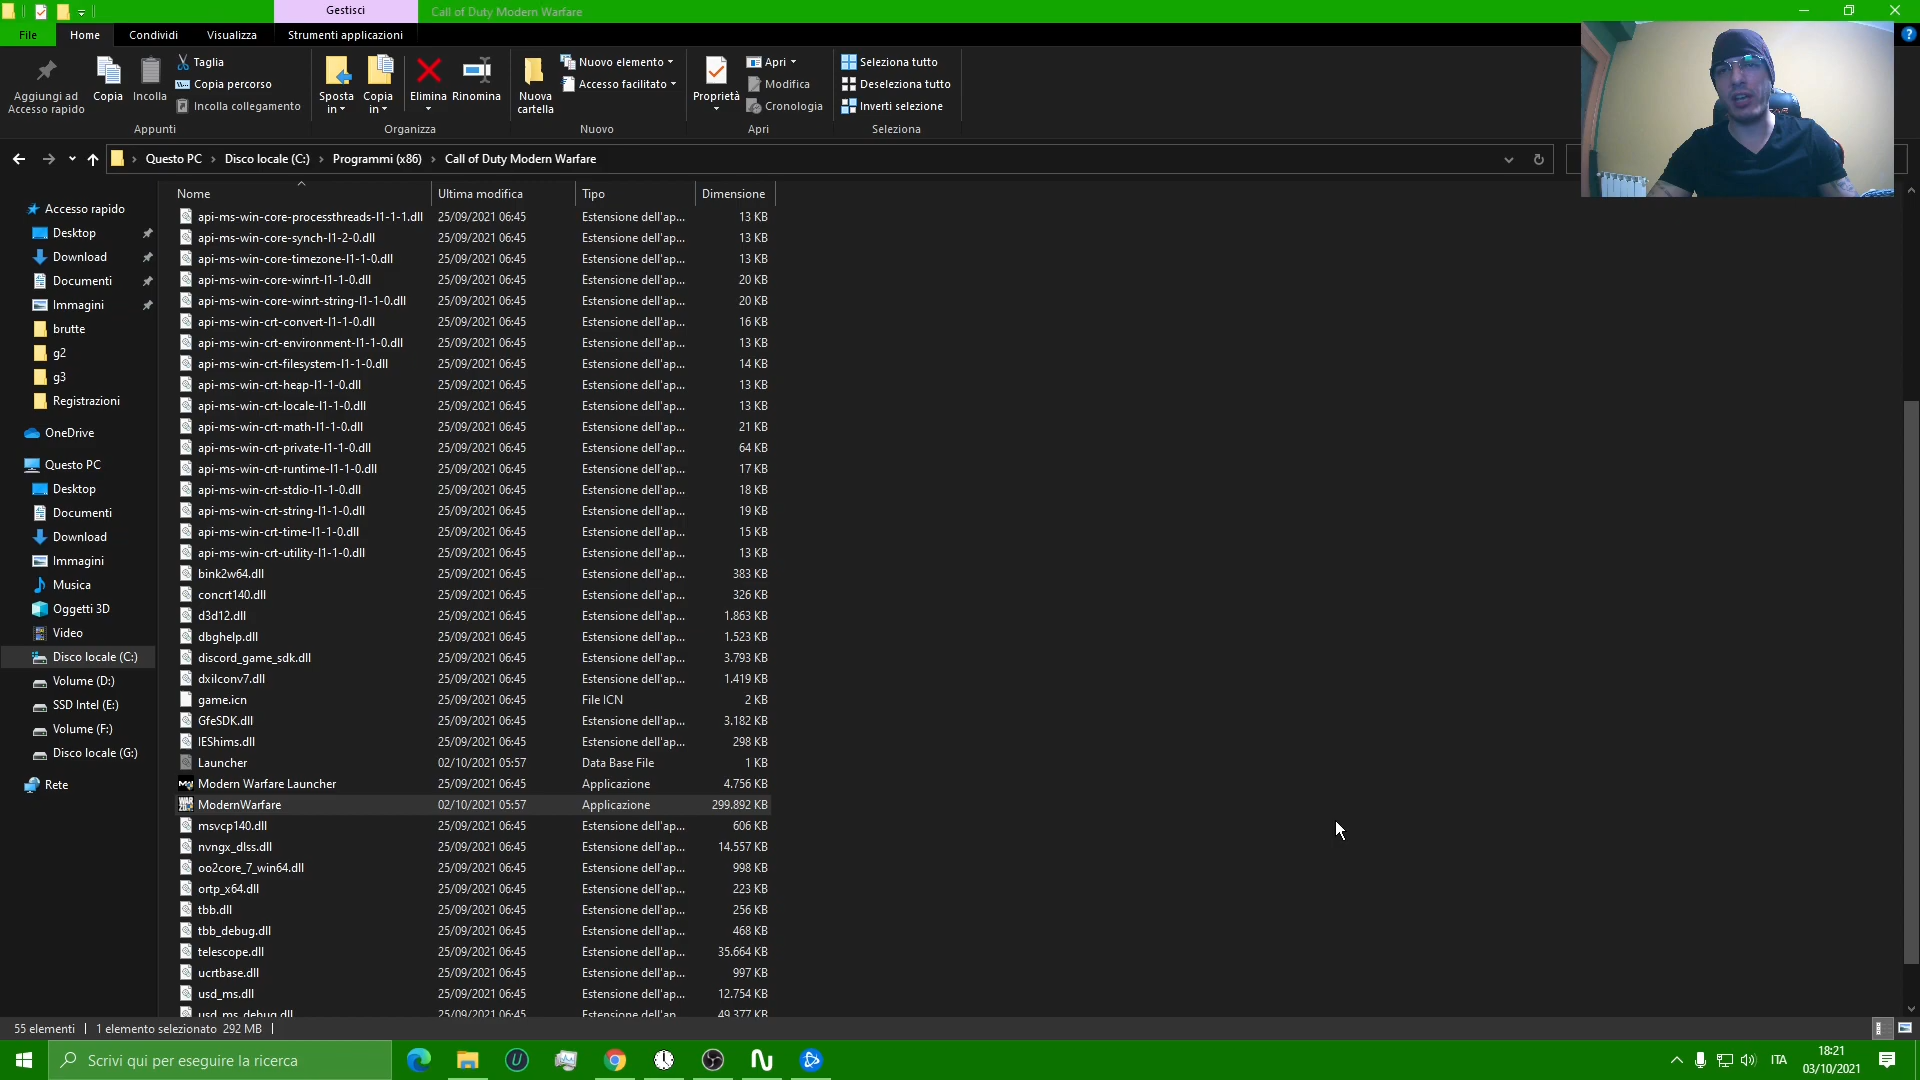 Gestisci
Call of Duty Modern Warfare
File
Home
Condividi
Visualizza
Strumenti applicazioni
Aggiungi ad
Accesso rapido
Copia
Incolla
Taglia
Copia percorso
Incolla collegamento
Appunti
Sposta
in
Copia
in
Elimina
Rinomina
Organizza
Nuova
cartella
Nuovo elemento
Accesso facilitato
Nuovo
Proprietà
Apri
Modifica
Cronologia
Apri
Seleziona tutto
Deseleziona tutto
Inverti selezione
Seleziona
Questo PC
Disco locale (C:)
Programmi (x86)
Call of Duty Modern Warfare
Accesso rapido
Desktop
Download
Documenti
Immagini
brutte
g2
g3
Registrazioni
OneDrive
Questo PC
Desktop
Documenti
Download
Immagini
Musica
Oggetti 3D
Video
Disco locale (C:)
Volume (D:)
SSD Intel (E:)
Volume (F:)
Disco locale (G:)
Rete
Nome Ultima modifica Tipo Dimensione
api-ms-win-core-processthreads-l1-1-1.dll 25/09/2021 06:45 Estensione dell'ap... 13 KB
api-ms-win-core-synch-l1-2-0.dll 25/09/2021 06:45 Estensione dell'ap... 13 KB
api-ms-win-core-timezone-l1-1-0.dll 25/09/2021 06:45 Estensione dell'ap... 13 KB
api-ms-win-core-winrt-l1-1-0.dll 25/09/2021 06:45 Estensione dell'ap... 20 KB
api-ms-win-core-winrt-string-l1-1-0.dll 25/09/2021 06:45 Estensione dell'ap... 20 KB
api-ms-win-crt-convert-l1-1-0.dll 25/09/2021 06:45 Estensione dell'ap... 16 KB
api-ms-win-crt-environment-l1-1-0.dll 25/09/2021 06:45 Estensione dell'ap... 13 KB
api-ms-win-crt-filesystem-l1-1-0.dll 25/09/2021 06:45 Estensione dell'ap... 14 KB
api-ms-win-crt-heap-l1-1-0.dll 25/09/2021 06:45 Estensione dell'ap... 13 KB
api-ms-win-crt-locale-l1-1-0.dll 25/09/2021 06:45 Estensione dell'ap... 13 KB
api-ms-win-crt-math-l1-1-0.dll 25/09/2021 06:45 Estensione dell'ap... 21 KB
api-ms-win-crt-private-l1-1-0.dll 25/09/2021 06:45 Estensione dell'ap... 64 KB
api-ms-win-crt-runtime-l1-1-0.dll 25/09/2021 06:45 Estensione dell'ap... 17 KB
api-ms-win-crt-stdio-l1-1-0.dll 25/09/2021 06:45 Estensione dell'ap... 18 KB
api-ms-win-crt-string-l1-1-0.dll 25/09/2021 06:45 Estensione dell'ap... 19 KB
api-ms-win-crt-time-l1-1-0.dll 25/09/2021 06:45 Estensione dell'ap... 15 KB
api-ms-win-crt-utility-l1-1-0.dll 25/09/2021 06:45 Estensione dell'ap... 13 KB
bink2w64.dll 25/09/2021 06:45 Estensione dell'ap... 383 KB
concrt140.dll 25/09/2021 06:45 Estensione dell'ap... 326 KB
d3d12.dll 25/09/2021 06:45 Estensione dell'ap... 1.863 KB
dbghelp.dll 25/09/2021 06:45 Estensione dell'ap... 1.523 KB
discord_game_sdk.dll 25/09/2021 06:45 Estensione dell'ap... 3.793 KB
dxilconv7.dll 25/09/2021 06:45 Estensione dell'ap... 1.419 KB
game.icn 25/09/2021 06:45 File ICN 2 KB
GfeSDK.dll 25/09/2021 06:45 Estensione dell'ap... 3.182 KB
IEShims.dll 25/09/2021 06:45 Estensione dell'ap... 298 KB
Launcher 02/10/2021 05:57 Data Base File 1 KB
Modern Warfare Launcher 25/09/2021 06:45 Applicazione 4.756 KB
ModernWarfare 02/10/2021 05:57 Applicazione 299.892 KB
msvcp140.dll 25/09/2021 06:45 Estensione dell'ap... 606 KB
nvngx_dlss.dll 25/09/2021 06:45 Estensione dell'ap... 14.557 KB
oo2core_7_win64.dll 25/09/2021 06:45 Estensione dell'ap... 998 KB
ortp_x64.dll 25/09/2021 06:45 Estensione dell'ap... 223 KB
tbb.dll 25/09/2021 06:45 Estensione dell'ap... 256 KB
tbb_debug.dll 25/09/2021 06:45 Estensione dell'ap... 468 KB
telescope.dll 25/09/2021 06:45 Estensione dell'ap... 35.664 KB
ucrtbase.dll 25/09/2021 06:45 Estensione dell'ap... 997 KB
usd_ms.dll 25/09/2021 06:45 Estensione dell'ap... 12.754 KB
usd_ms_debug.dll 25/09/2021 06:45 Estensione dell'ap... 49.377 KB
55 elementi 1 elemento selezionato 292 MB
Scrivi qui per eseguire la ricerca
ITA
18:21
03/10/2021